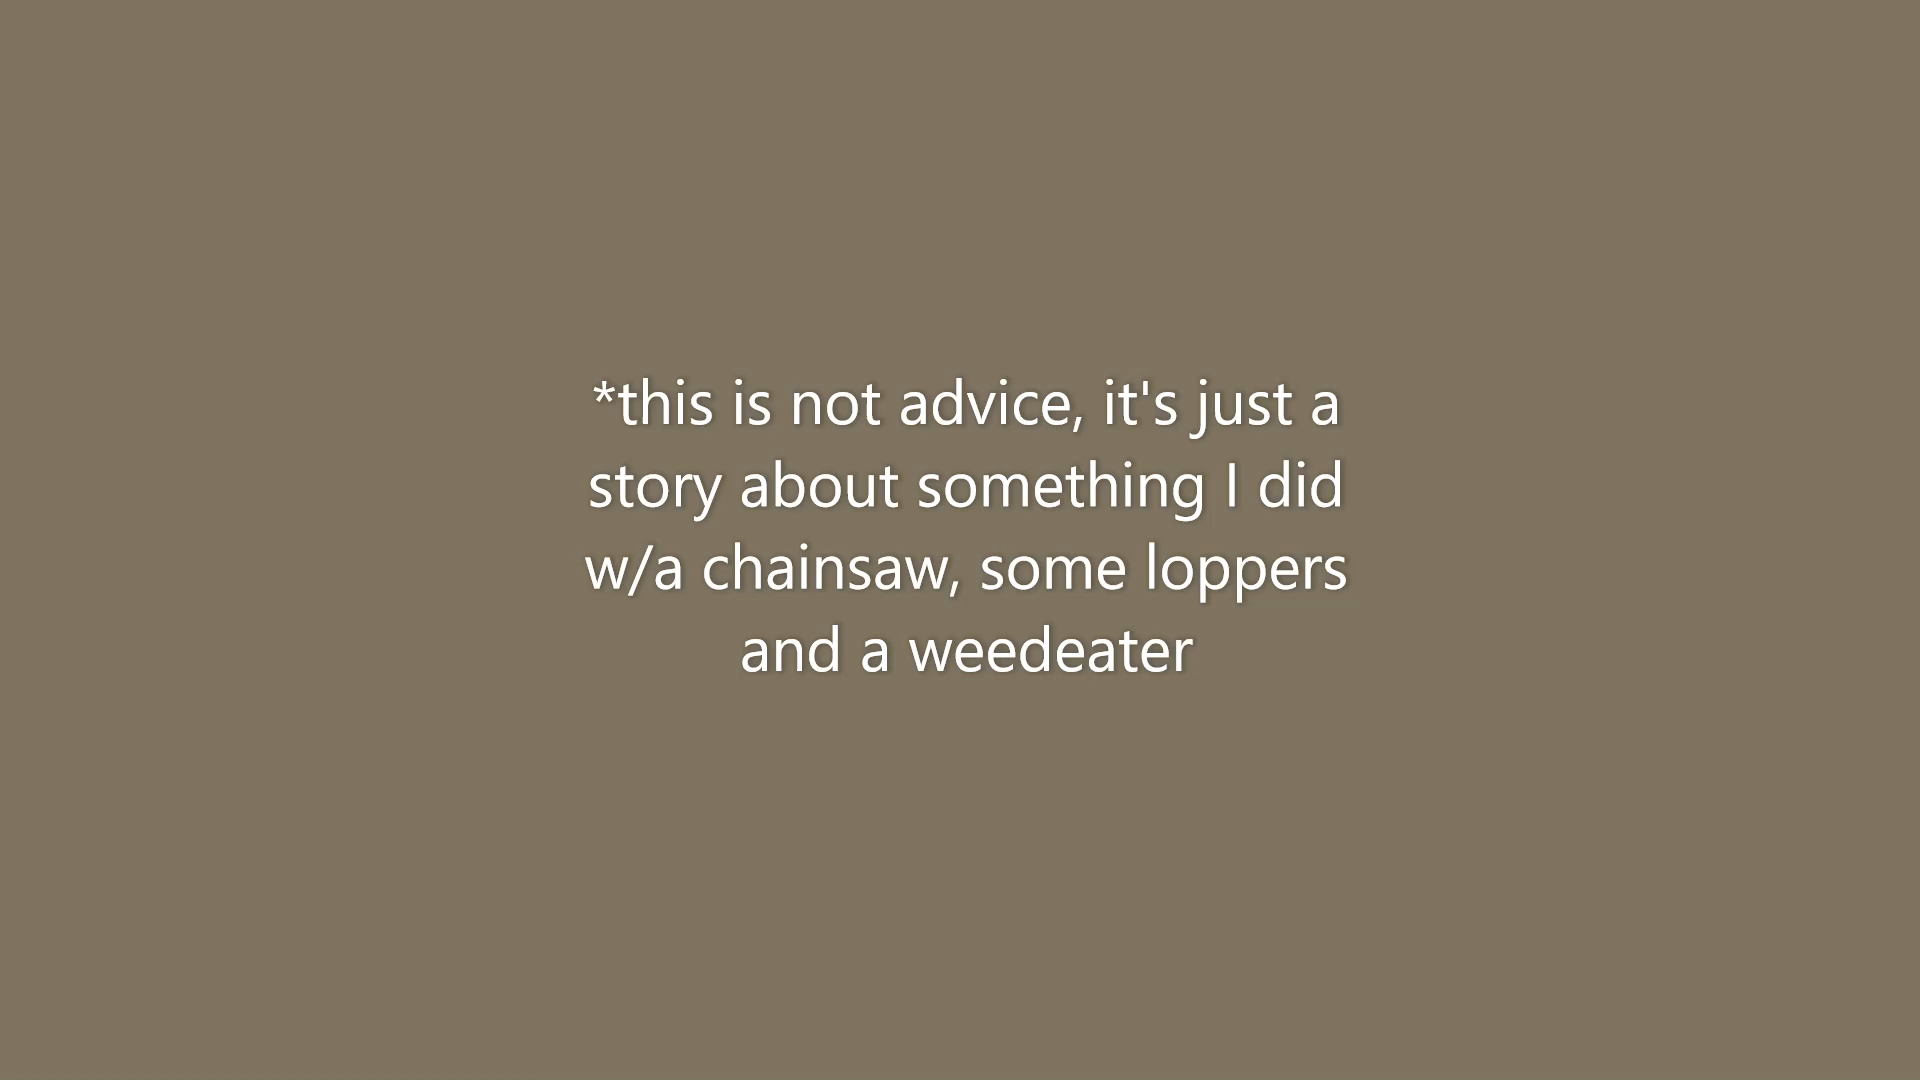 *this is not advice, it's just a
story about something I did
w/a chainsaw, some loppers
and a weedeater